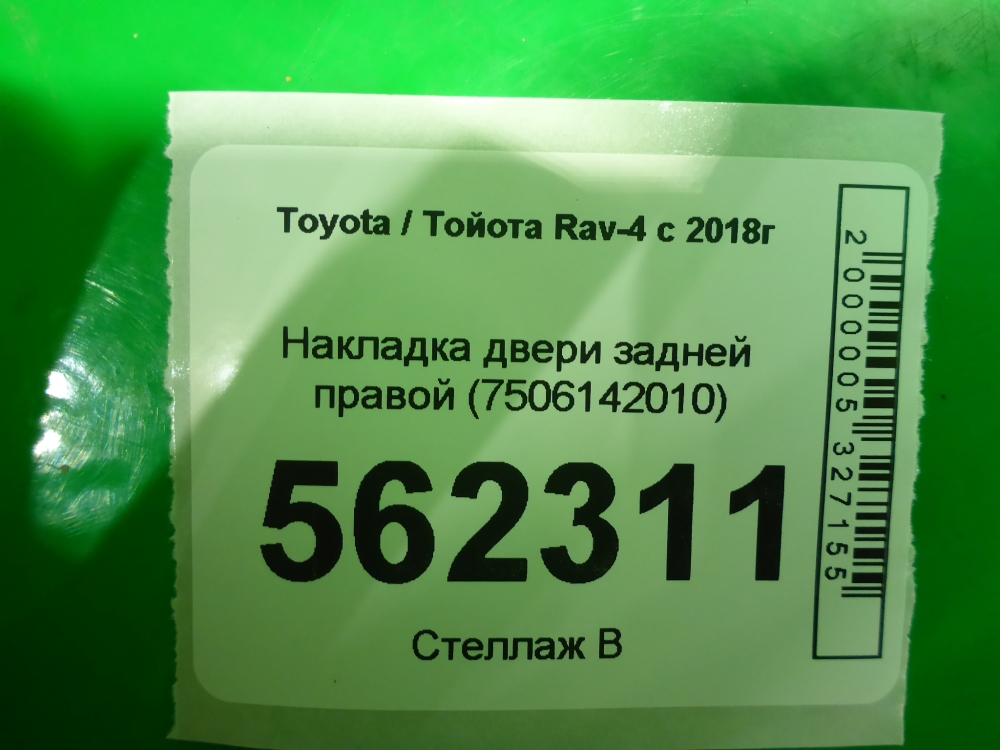 Toyota / Тойота Rav-4 с 2018г
Накладка двери задней
правой (7506142010)
562311
Стеллаж В
2000005327155